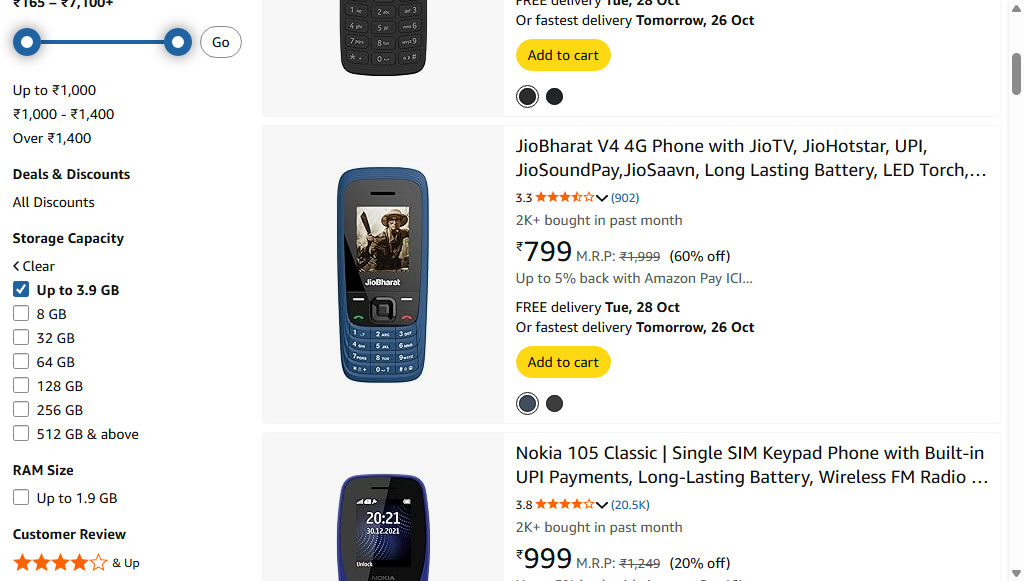 ₹165 – ₹7,100+
Go
Up to ₹1,000
₹1,000 - ₹1,400
Over ₹1,400
Deals & Discounts
All Discounts
Storage Capacity
Clear
Up to 3.9 GB
8 GB
32 GB
64 GB
128 GB
256 GB
512 GB & above
RAM Size
Up to 1.9 GB
Customer Review
& Up
FREE delivery Tue, 28 Oct
Or fastest delivery Tomorrow, 26 Oct
Add to cart
JioBharat
JioBharat V4 4G Phone with JioTV, JioHotstar, UPI,
JioSoundPay,JioSaavn, Long Lasting Battery, LED Torch,...
3.3 (902)
2K+ bought in past month
₹799 M.R.P: ₹1,999 (60% off)
Up to 5% back with Amazon Pay ICI...
FREE delivery Tue, 28 Oct
Or fastest delivery Tomorrow, 26 Oct
Add to cart
20:21
30.12.2021
Unlock
NOKIA
Nokia 105 Classic | Single SIM Keypad Phone with Built-in
UPI Payments, Long-Lasting Battery, Wireless FM Radio ...
3.8 (20.5K)
2K+ bought in past month
₹999 M.R.P: ₹1,249 (20% off)